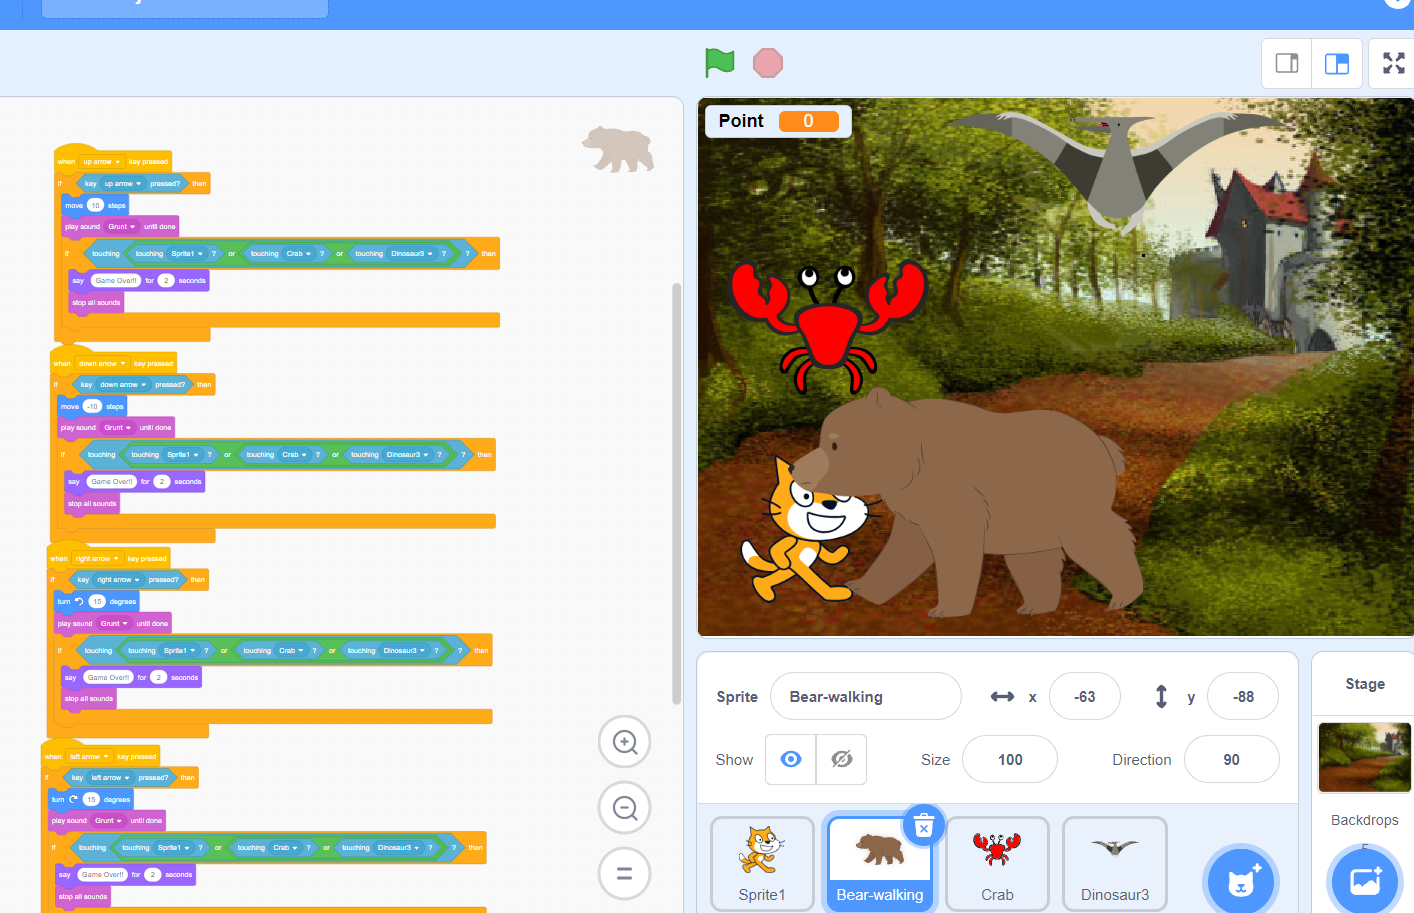 when up arrow key pressed
if key up arrow pressed? then
move 10 steps
play sound Grunt until done
if touching touching Sprite1 ? or touching Crab ? or touching Dinosaur3 ? ? then
say Game Over!! for 2 seconds
stop all sounds
when down arrow key pressed
if key down arrow pressed? then
move -10 steps
play sound Grunt until done
if touching touching Sprite1 ? or touching Crab ? or touching Dinosaur3 ? ? then
say Game Over!! for 2 seconds
stop all sounds
when right arrow key pressed
if key right arrow pressed? then
turn 15 degrees
play sound Grunt until done
if touching touching Sprite1 ? or touching Crab ? or touching Dinosaur3 ? ? then
say Game Over!! for 2 seconds
stop all sounds
when left arrow key pressed
if key left arrow pressed? then
turn 15 degrees
play sound Grunt until done
if touching touching Sprite1 ? or touching Crab ? or touching Dinosaur3 ? ? then
say Game Over!! for 2 seconds
stop all sounds
Point 0
Sprite Bear-walking x -63 y -88
Show Size 100 Direction 90
Sprite1 Bear-walking Crab Dinosaur3
Stage
Backdrops